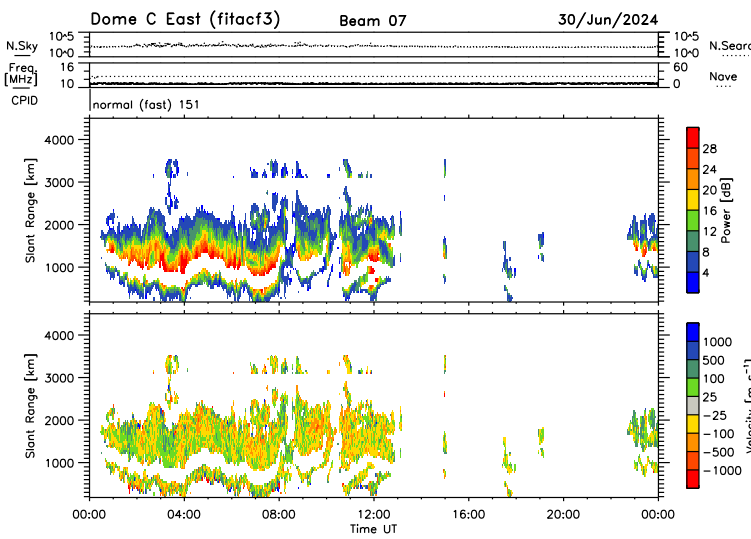 Dome C East (fitacf3) Beam 07 30/Jun/2024
N.Sky 10^5 10^0 10^5 10^0 N.Sear
Freq [MHz] 16 10 60 0 Nave
CPID normal (fast) 151
Slant Range [km] 4000 3000 2000 1000
Power [dB] 28 24 20 16 12 8 4
Slant Range [km] 4000 3000 2000 1000
Velocity [m s^-1] 1000 500 100 25 -25 -100 -500 -1000
00:00 04:00 08:00 12:00 16:00 20:00 00:00
Time UT